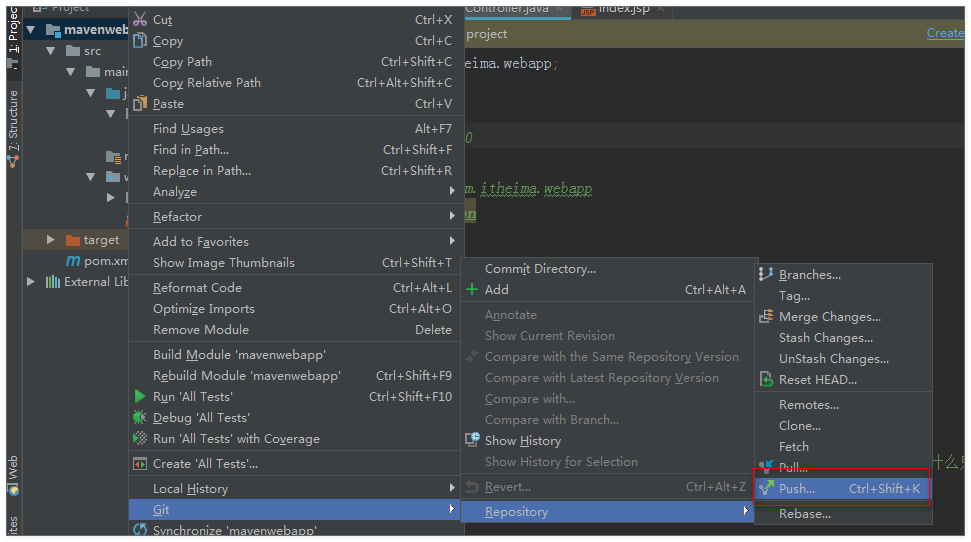 Project
Controller.java
index.jsp
1: Project
mavenweb
project
Create
src
main
eima.webapp;
7: Structure
0
m.itheima.webapp
on
target
pom.xm
External Lib
Web
Cut Ctrl+X
Copy Ctrl+C
Copy Path Ctrl+Shift+C
Copy Relative Path Ctrl+Alt+Shift+C
Paste Ctrl+V
Find Usages Alt+F7
Find in Path... Ctrl+Shift+F
Replace in Path... Ctrl+Shift+R
Analyze
Refactor
Add to Favorites
Show Image Thumbnails Ctrl+Shift+T
Reformat Code Ctrl+Alt+L
Optimize Imports Ctrl+Alt+O
Remove Module Delete
Build Module 'mavenwebapp'
Rebuild Module 'mavenwebapp' Ctrl+Shift+F9
Run 'All Tests' Ctrl+Shift+F10
Debug 'All Tests'
Run 'All Tests' with Coverage
Create 'All Tests'...
Local History
Git
Synchronize 'mavenwebapp'
Commit Directory...
Add Ctrl+Alt+A
Annotate
Show Current Revision
Compare with the Same Repository Version
Compare with Latest Repository Version
Compare with...
Compare with Branch...
Show History
Show History for Selection
Revert... Ctrl+Alt+Z
Repository
Branches...
Tag...
Merge Changes...
Stash Changes...
UnStash Changes...
Reset HEAD...
Remotes...
Clone...
Fetch
Pull...
Push... Ctrl+Shift+K
Rebase...
什么